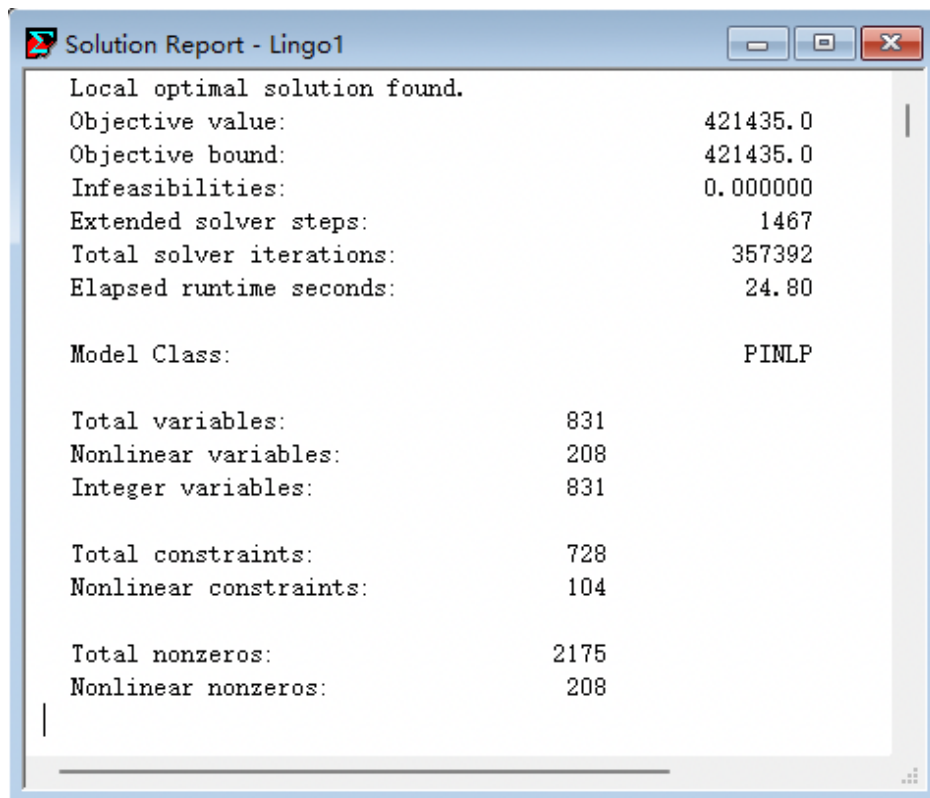 Solution Report - Lingo1
Local optimal solution found.
Objective value: 421435.0
Objective bound: 421435.0
Infeasibilities: 0.000000
Extended solver steps: 1467
Total solver iterations: 357392
Elapsed runtime seconds: 24.80
Model Class: PINLP
Total variables: 831
Nonlinear variables: 208
Integer variables: 831
Total constraints: 728
Nonlinear constraints: 104
Total nonzeros: 2175
Nonlinear nonzeros: 208